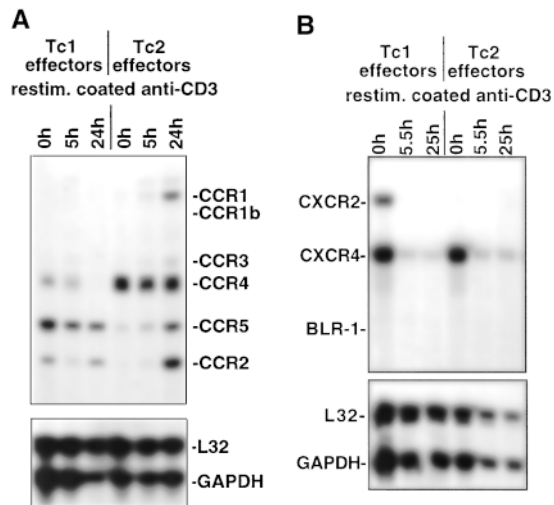 A
Tc1 Tc2
effectors effectors
restim. coated anti-CD3
0h 5h 24h 0h 5h 24h
-CCR1
-CCR1b
-CCR3
-CCR4
-CCR5
-CCR2
-L32
-GAPDH
B
Tc1 Tc2
effectors effectors
restim. coated anti-CD3
0h 5.5h 25h 0h 5.5h 25h
CXCR2-
CXCR4-
BLR-1-
L32-
GAPDH-